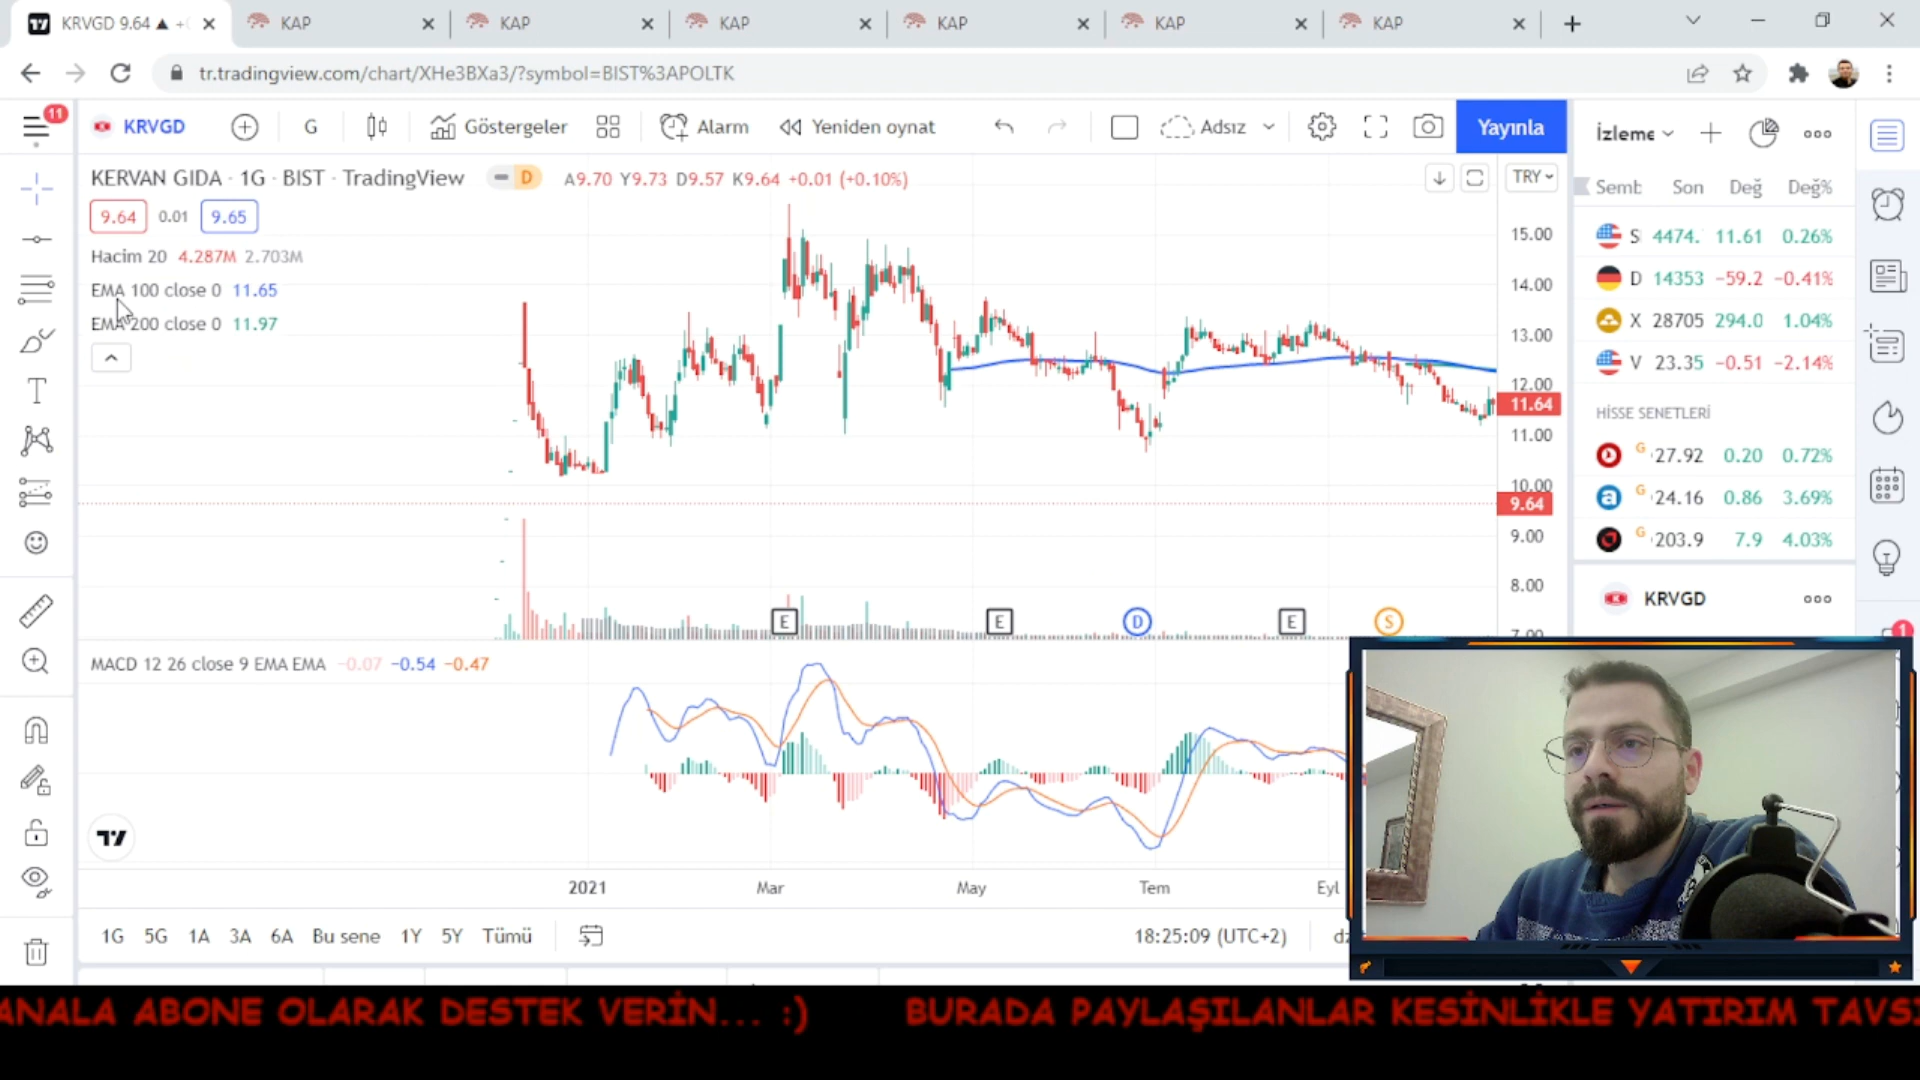 KRVGD 9.64 ▲ +
KAP
KAP
KAP
KAP
KAP
KAP
tr.tradingview.com/chart/XHe3BXa3/?symbol=BIST%3APOLTK
11
KRVGD
G
Göstergeler
Alarm
Yeniden oynat
Adsız
Yayınla
İzleme
KERVAN GIDA · 1G · BIST · TradingView
D
A9.70 Y9.73 D9.57 K9.64 +0.01 (+0.10%)
TRY
Semb Son Değ Değ%
9.64 0.01 9.65
Hacim 20 4.287M 2.703M
EMA 100 close 0 11.65
EMA 200 close 0 11.97
15.00
14.00
13.00
12.00
11.64
11.00
10.00
9.64
9.00
8.00
7.00
S 4474. 11.61 0.26%
D 14353 −59.2 −0.41%
X 28705 294.0 1.04%
V 23.35 −0.51 −2.14%
HİSSE SENETLERİ
G 27.92 0.20 0.72%
G 24.16 0.86 3.69%
G 203.9 7.9 4.03%
KRVGD
1
E E D E S
MACD 12 26 close 9 EMA EMA −0.07 −0.54 −0.47
2021 Mar May Tem Eyl
1G 5G 1A 3A 6A Bu sene 1Y 5Y Tümü
18:25:09 (UTC+2)
ANALA ABONE OLARAK DESTEK VERİN... :) BURADA PAYLAŞILANLAR KESİNLİKLE YATIRIM TAVSİ